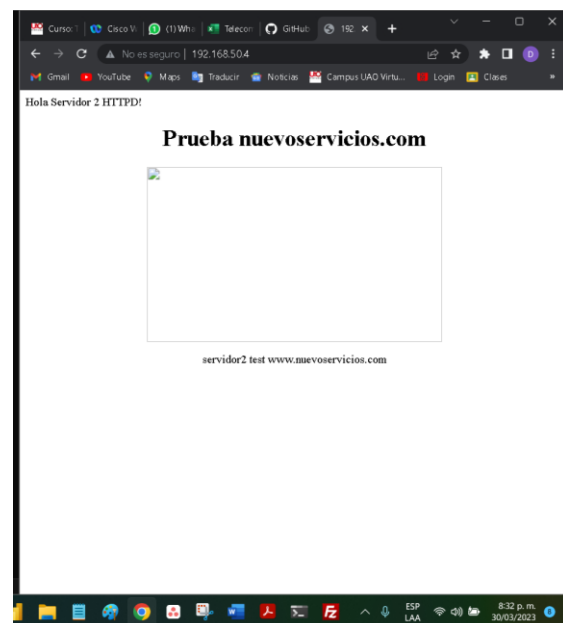 Curso: T
Cisco V
(1) Wha
Telecon
GitHub
192
No es seguro | 192.168.50.4
Gmail
YouTube
Maps
Traducir
Noticias
Campus UAO Virtu...
Login
Clases
»
Hola Servidor 2 HTTPD!
Prueba nuevoservicios.com
servidor2 test www.nuevoservicios.com
ESP
LAA
8:32 p. m.
30/03/2023